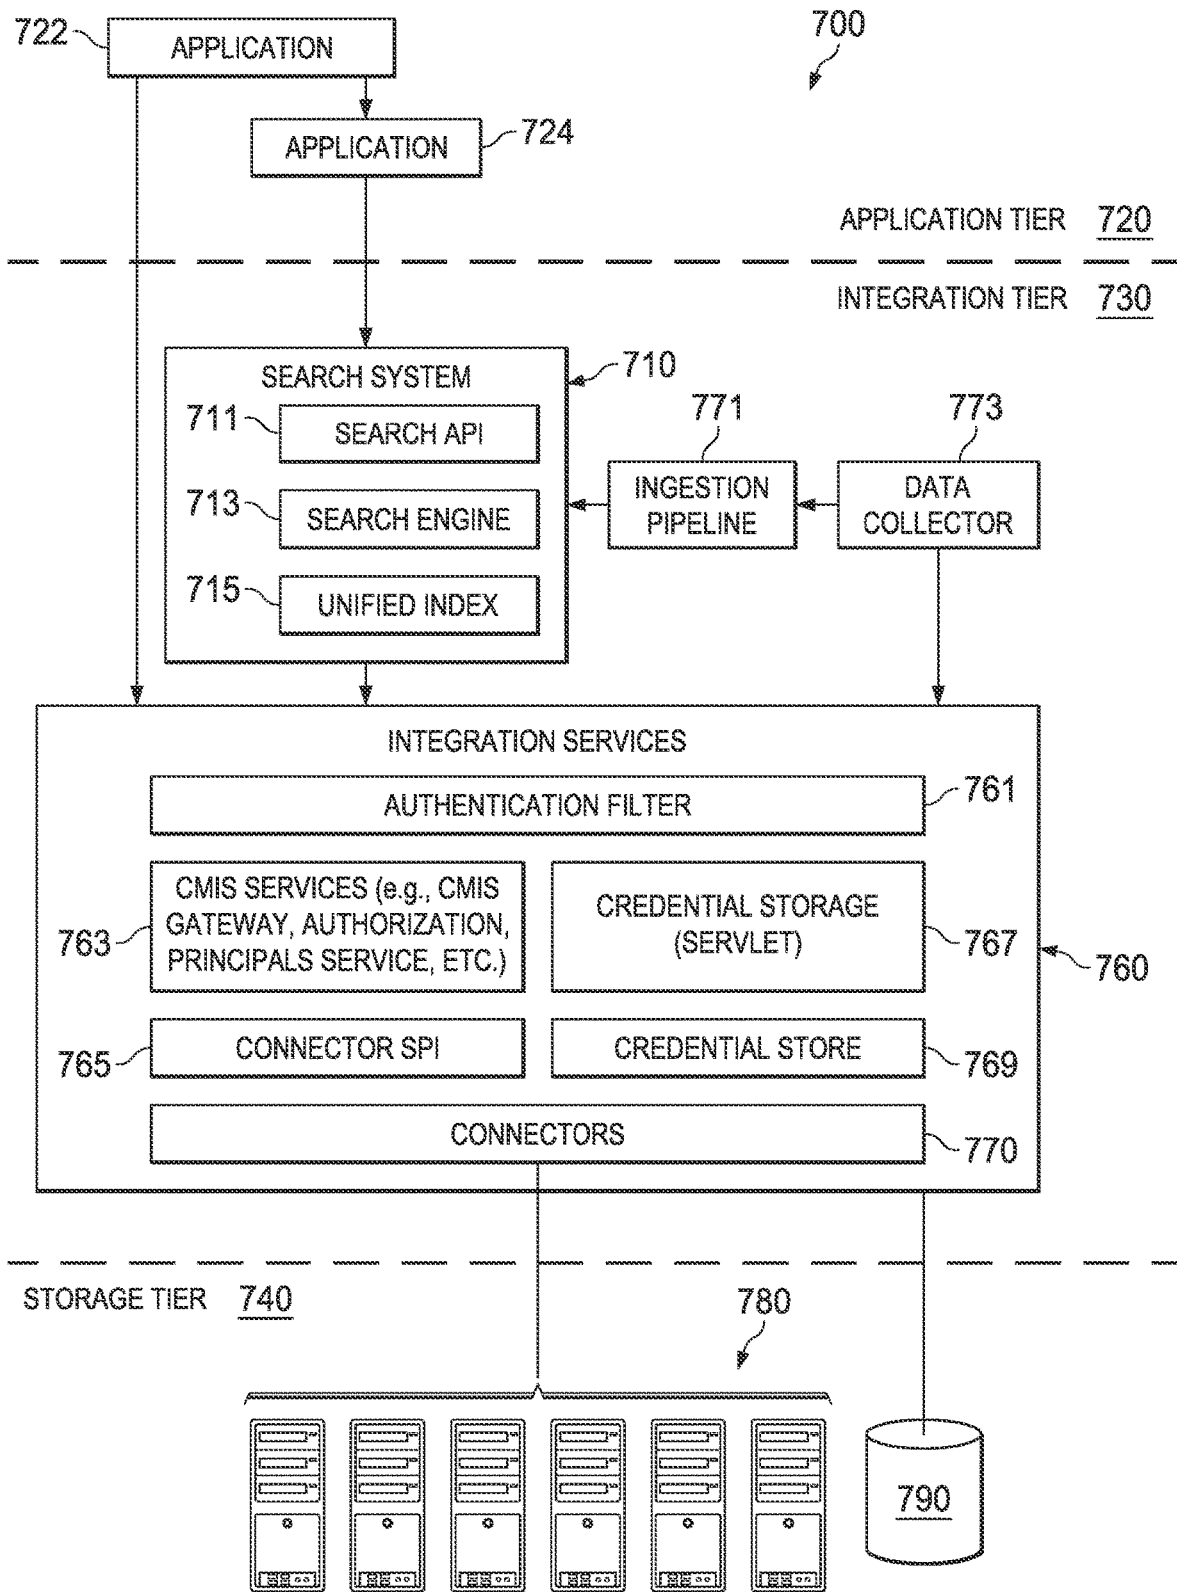 722
APPLICATION
700
APPLICATION
724
APPLICATION TIER 720
INTEGRATION TIER 730
SEARCH SYSTEM
710
711
SEARCH API
713
SEARCH ENGINE
715
UNIFIED INDEX
771
INGESTION
PIPELINE
773
DATA
COLLECTOR
INTEGRATION SERVICES
AUTHENTICATION FILTER
761
763
CMIS SERVICES (e.g., CMIS
GATEWAY, AUTHORIZATION,
PRINCIPALS SERVICE, ETC.)
CREDENTIAL STORAGE
(SERVLET)
767
760
765
CONNECTOR SPI
CREDENTIAL STORE
769
CONNECTORS
770
STORAGE TIER 740
780
790